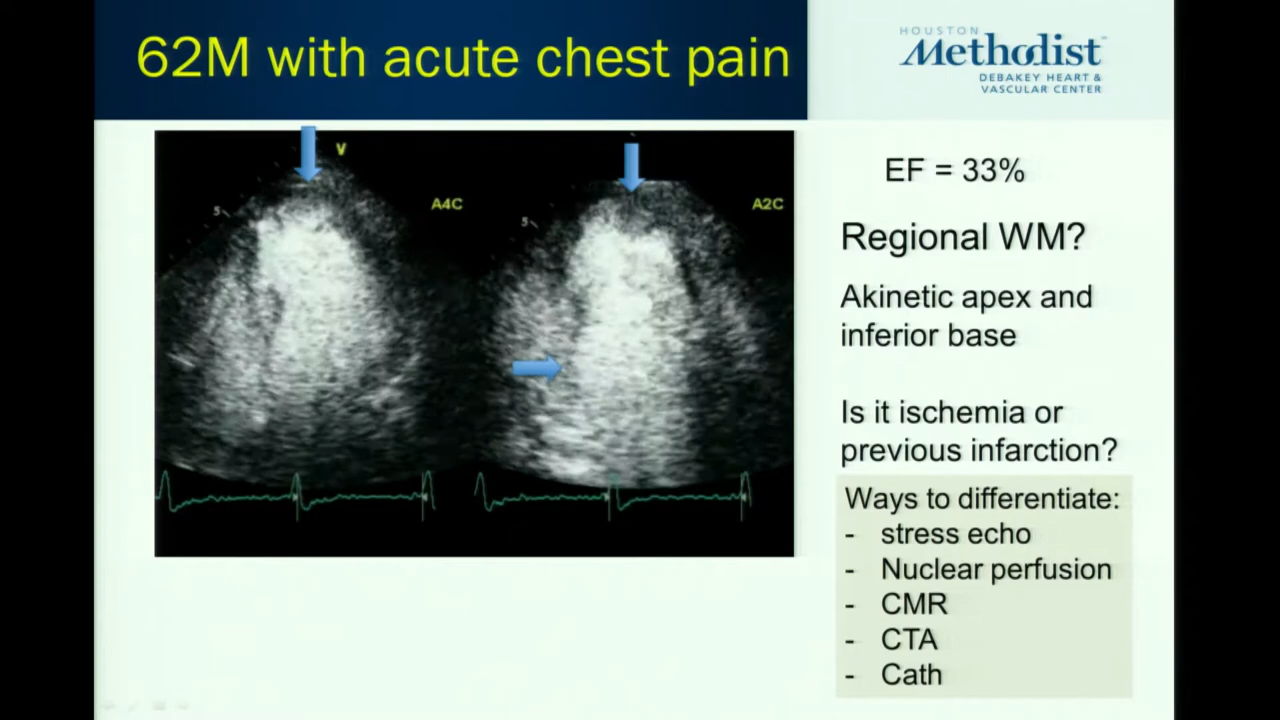 62M with acute chest pain
HOUSTON
Methodist
DEBAKEY HEART &
VASCULAR CENTER
V
5
A4C
5
A2C
EF = 33%
Regional WM?
Akinetic apex and
inferior base
Is it ischemia or
previous infarction?
Ways to differentiate:
- stress echo
- Nuclear perfusion
- CMR
- CTA
- Cath